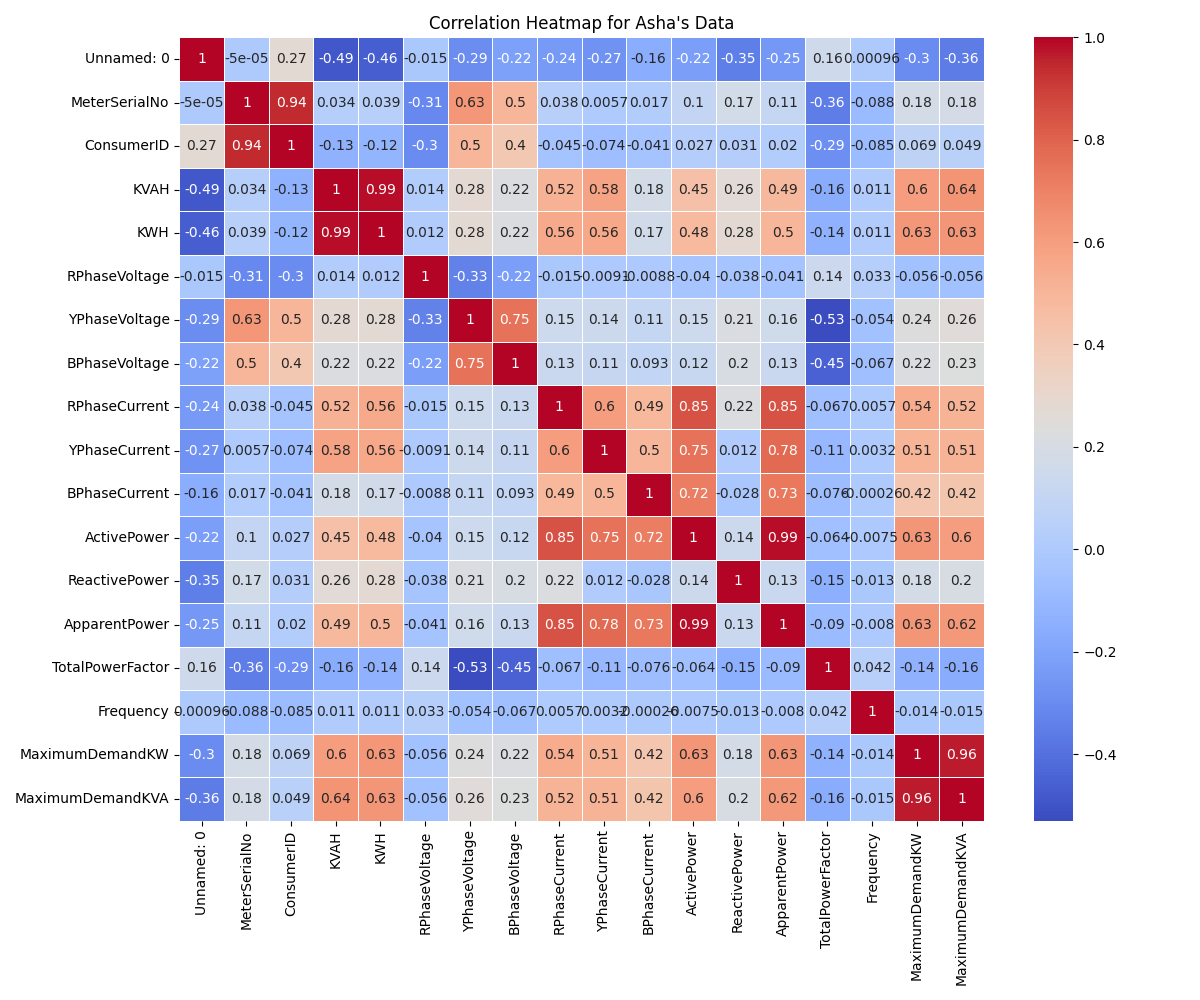 Correlation Heatmap for Asha's Data
Unnamed: 0 1 -5e-05 0.27 -0.49 -0.46 -0.015 -0.29 -0.22 -0.24 -0.27 -0.16 -0.22 -0.35 -0.25 0.16 0.00096 -0.3 -0.36
MeterSerialNo -5e-05 1 0.94 0.034 0.039 -0.31 0.63 0.5 0.038 0.0057 0.017 0.1 0.17 0.11 -0.36 -0.088 0.18 0.18
ConsumerID 0.27 0.94 1 -0.13 -0.12 -0.3 0.5 0.4 -0.045 -0.074 -0.041 0.027 0.031 0.02 -0.29 -0.085 0.069 0.049
KVAH -0.49 0.034 -0.13 1 0.99 0.014 0.28 0.22 0.52 0.58 0.18 0.45 0.26 0.49 -0.16 0.011 0.6 0.64
KWH -0.46 0.039 -0.12 0.99 1 0.012 0.28 0.22 0.56 0.56 0.17 0.48 0.28 0.5 -0.14 0.011 0.63 0.63
RPhaseVoltage -0.015 -0.31 -0.3 0.014 0.012 1 -0.33 -0.22 -0.015 -0.0091 -0.0088 -0.04 -0.038 -0.041 0.14 0.033 -0.056 -0.056
YPhaseVoltage -0.29 0.63 0.5 0.28 0.28 -0.33 1 0.75 0.15 0.14 0.11 0.15 0.21 0.16 -0.53 -0.054 0.24 0.26
BPhaseVoltage -0.22 0.5 0.4 0.22 0.22 -0.22 0.75 1 0.13 0.11 0.093 0.12 0.2 0.13 -0.45 -0.067 0.22 0.23
RPhaseCurrent -0.24 0.038 -0.045 0.52 0.56 -0.015 0.15 0.13 1 0.6 0.49 0.85 0.22 0.85 -0.067 0.0057 0.54 0.52
YPhaseCurrent -0.27 0.0057 -0.074 0.58 0.56 -0.0091 0.14 0.11 0.6 1 0.5 0.75 0.012 0.78 -0.11 0.0032 0.51 0.51
BPhaseCurrent -0.16 0.017 -0.041 0.18 0.17 -0.0088 0.11 0.093 0.49 0.5 1 0.72 -0.028 0.73 -0.076 -0.00026 0.42 0.42
ActivePower -0.22 0.1 0.027 0.45 0.48 -0.04 0.15 0.12 0.85 0.75 0.72 1 0.14 0.99 -0.064 -0.0075 0.63 0.6
ReactivePower -0.35 0.17 0.031 0.26 0.28 -0.038 0.21 0.2 0.22 0.012 -0.028 0.14 1 0.13 -0.15 -0.013 0.18 0.2
ApparentPower -0.25 0.11 0.02 0.49 0.5 -0.041 0.16 0.13 0.85 0.78 0.73 0.99 0.13 1 -0.09 -0.008 0.63 0.62
TotalPowerFactor 0.16 -0.36 -0.29 -0.16 -0.14 0.14 -0.53 -0.45 -0.067 -0.11 -0.076 -0.064 -0.15 -0.09 1 0.042 -0.14 -0.16
Frequency 0.00096 -0.088 -0.085 0.011 0.011 0.033 -0.054 -0.067 0.0057 0.0032 -0.00026 -0.0075 -0.013 -0.008 0.042 1 -0.014 -0.015
MaximumDemandKW -0.3 0.18 0.069 0.6 0.63 -0.056 0.24 0.22 0.54 0.51 0.42 0.63 0.18 0.63 -0.14 -0.014 1 0.96
MaximumDemandKVA -0.36 0.18 0.049 0.64 0.63 -0.056 0.26 0.23 0.52 0.51 0.42 0.6 0.2 0.62 -0.16 -0.015 0.96 1
Unnamed: 0
MeterSerialNo
ConsumerID
KVAH
KWH
RPhaseVoltage
YPhaseVoltage
BPhaseVoltage
RPhaseCurrent
YPhaseCurrent
BPhaseCurrent
ActivePower
ReactivePower
ApparentPower
TotalPowerFactor
Frequency
MaximumDemandKW
MaximumDemandKVA
1.0
0.8
0.6
0.4
0.2
0.0
−0.2
−0.4